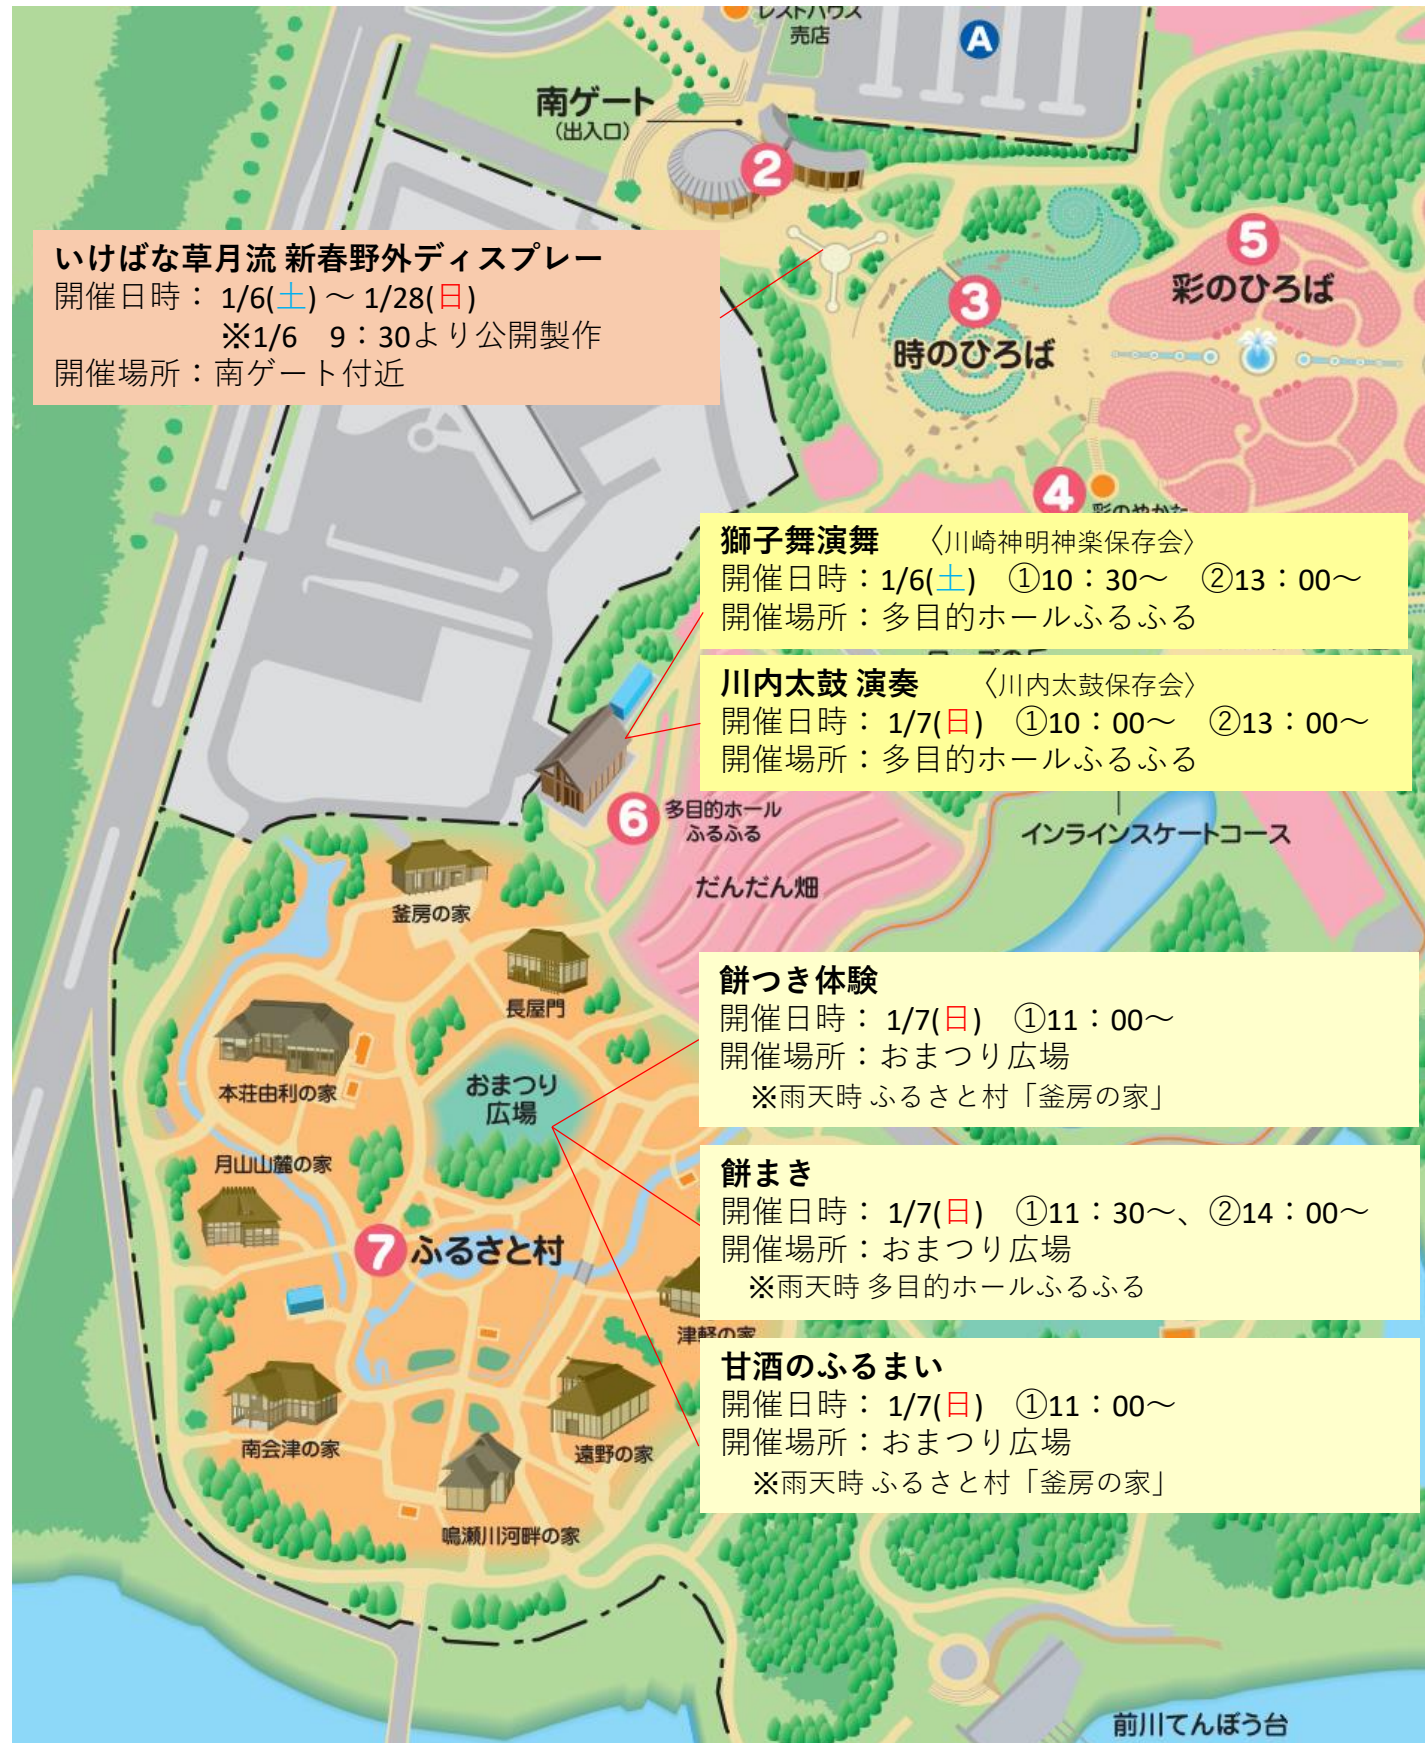 レストハウス
売店
A
南ゲート
(出入口)
2
いけばな草月流 新春野外ディスプレー
開催日時： 1/6(土) ～ 1/28(日)
※1/6　9：30より公開製作
開催場所：南ゲート付近
5
彩のひろば
3
時のひろば
4
彩のやかた
獅子舞演舞　〈川崎神明神楽保存会〉
開催日時：1/6(土)　①10：30～　②13：00～
開催場所：多目的ホールふるふる
川内太鼓 演奏　〈川内太鼓保存会〉
開催日時： 1/7(日)　①10：00～　②13：00～
開催場所：多目的ホールふるふる
6
多目的ホール
ふるふる
インラインスケートコース
だんだん畑
釜房の家
長屋門
餅つき体験
開催日時： 1/7(日)　①11：00～
開催場所：おまつり広場
※雨天時 ふるさと村「釜房の家」
本荘由利の家
おまつり
広場
月山山麓の家
餅まき
開催日時： 1/7(日)　①11：30～、②14：00～
開催場所：おまつり広場
※雨天時 多目的ホールふるふる
7
ふるさと村
津軽の家
甘酒のふるまい
開催日時： 1/7(日)　①11：00～
開催場所：おまつり広場
※雨天時 ふるさと村「釜房の家」
南会津の家
遠野の家
鳴瀬川河畔の家
前川てんぼう台